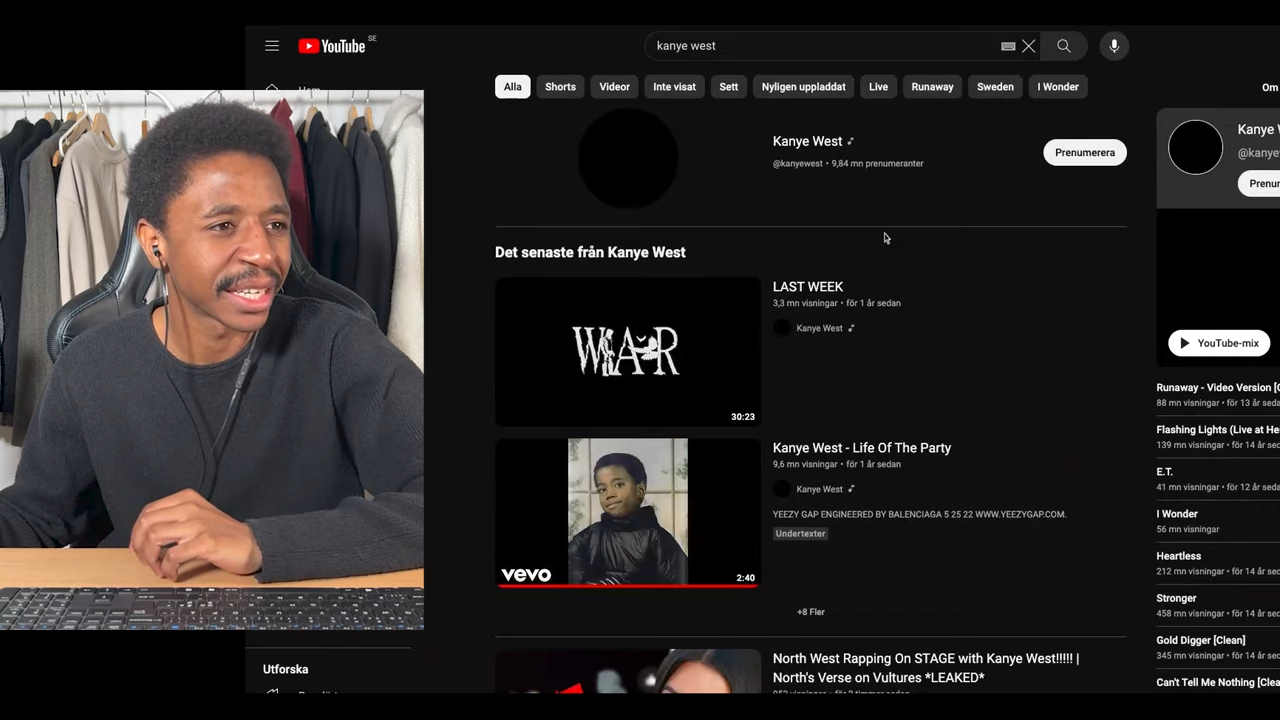 YouTube SE
kanye west
Alla Shorts Videor Inte visat Sett Nyligen uppladdat Live Runaway Sweden I Wonder Om
Kanye West
@kanyewest • 9,84 mn prenumeranter
Prenumerera
Det senaste från Kanye West
WAR
30:23
LAST WEEK
3,3 mn visningar • för 1 år sedan
Kanye West
vevo
2:40
Kanye West - Life Of The Party
9,6 mn visningar • för 1 år sedan
Kanye West
YEEZY GAP ENGINEERED BY BALENCIAGA 5 25 22 WWW.YEEZYGAP.COM.
Undertexter
+8 Fler
North West Rapping On STAGE with Kanye West!!!!! |
North's Verse on Vultures *LEAKED*
Utforska
Kanye W
@kanye
Prenur
YouTube-mix
Runaway - Video Version [C
88 mn visningar • för 13 år seda
Flashing Lights (Live at He
139 mn visningar • för 14 år sed
E.T.
41 mn visningar • för 12 år seda
I Wonder
56 mn visningar
Heartless
212 mn visningar • för 14 år sed
Stronger
458 mn visningar • för 14 år sed
Gold Digger [Clean]
345 mn visningar • för 14 år sed
Can't Tell Me Nothing [Clea